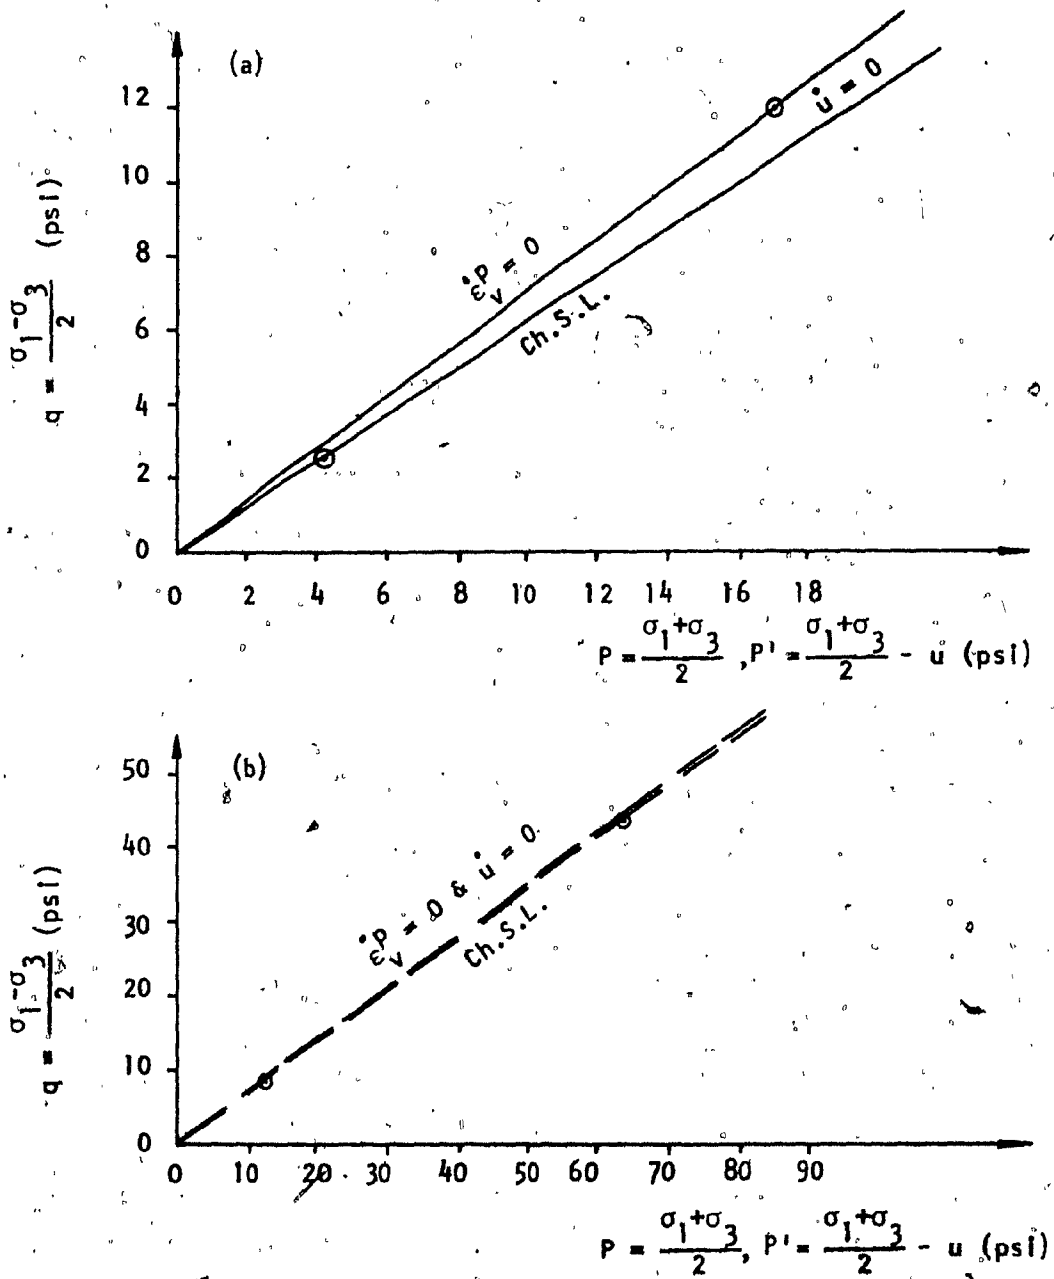 (a)
12
10
8
6
4
2
0
q = σ1-σ3/2 (psi)
ε̇vP = 0
u̇ = 0
Ch.S.L.
0 2 4 6 8 10 12 14 16 18
P = σ1+σ3/2 , P' = σ1+σ3/2 - u (psi)
(b)
50
40
30
20
10
0
q = σ1-σ3/2 (psi)
ε̇vP = 0 & u̇ = 0
Ch.S.L.
0 10 20 30 40 50 60 70 80 90
P = σ1+σ3/2, P' = σ1+σ3/2 - u (psi)